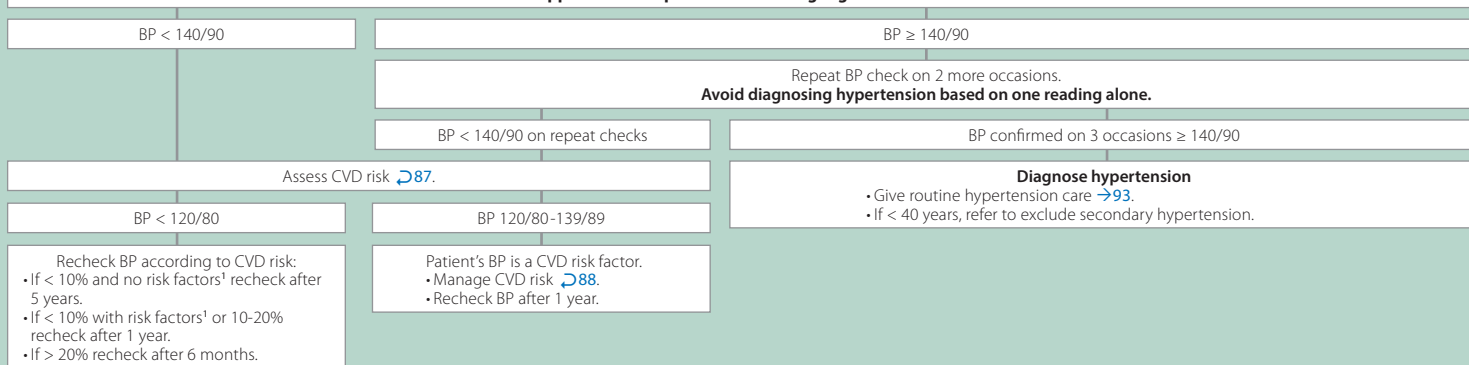 BP < 140/90
BP ≥ 140/90
Repeat BP check on 2 more occasions.
Avoid diagnosing hypertension based on one reading alone.
BP < 140/90 on repeat checks
BP confirmed on 3 occasions ≥ 140/90
Assess CVD risk ⮌87.
Diagnose hypertension
• Give routine hypertension care →93.
• If < 40 years, refer to exclude secondary hypertension.
BP < 120/80
BP 120/80-139/89
Recheck BP according to CVD risk:
• If < 10% and no risk factors¹ recheck after
5 years.
• If < 10% with risk factors¹ or 10-20%
recheck after 1 year.
• If > 20% recheck after 6 months.
Patient's BP is a CVD risk factor.
• Manage CVD risk ⮌88.
• Recheck BP after 1 year.